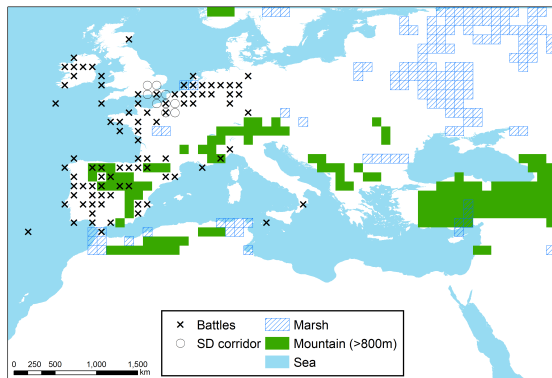 Battles
Marsh
SD corridor
Mountain (>800m)
Sea
0 250 500 1,000 1,500
km